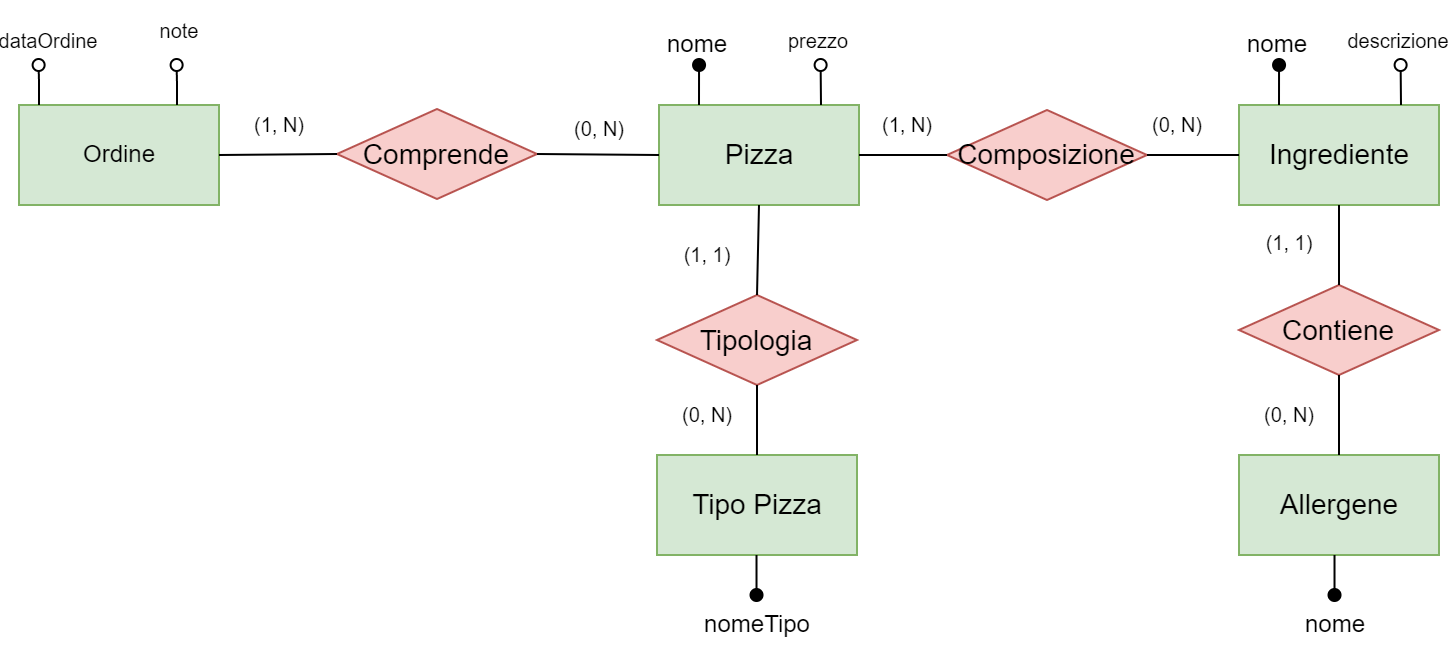 dataOrdine
note
nome
prezzo
nome
descrizione
Ordine
(1, N)
Comprende
(0, N)
Pizza
(1, N)
Composizione
(0, N)
Ingrediente
(1, 1)
(1, 1)
Tipologia
Contiene
(0, N)
(0, N)
Tipo Pizza
Allergene
nomeTipo
nome